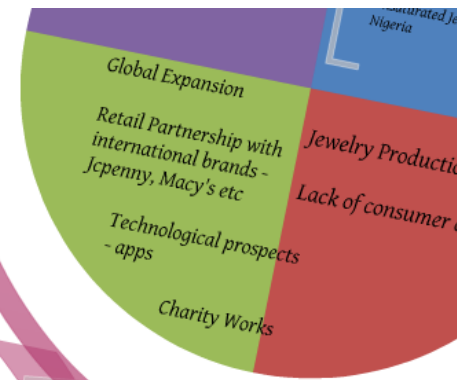 Nigeria
Global Expansion
Retail Partnership with
international brands -
Jcpenny, Macy's etc
Technological prospects
- apps
Charity Works
Jewelry
Lack of consumer